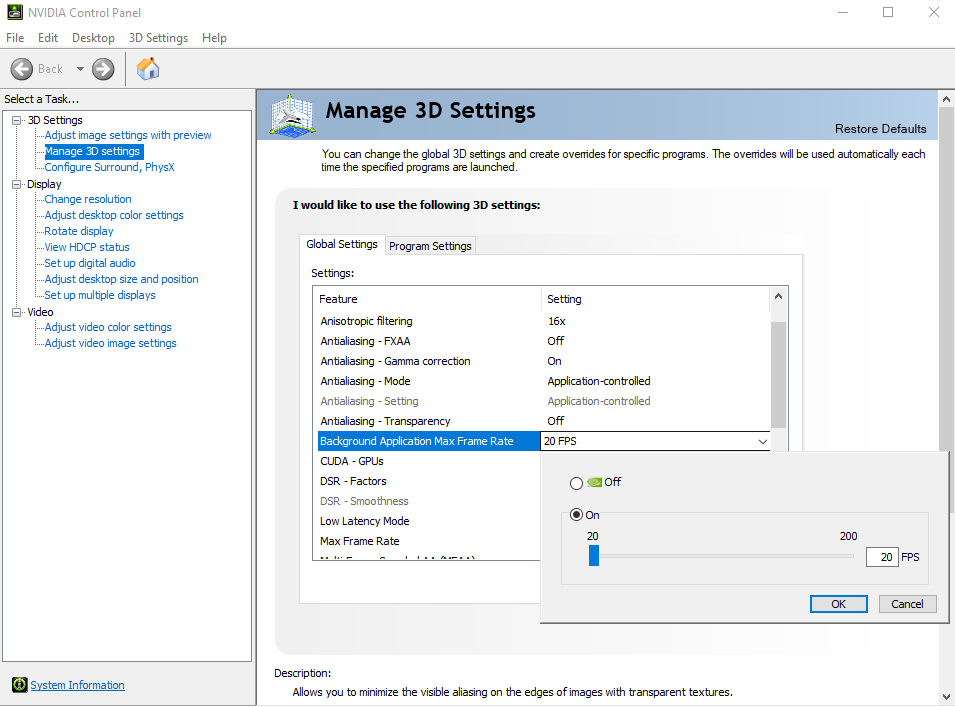 NVIDIA Control Panel
File Edit Desktop 3D Settings Help
Back
Select a Task...
3D Settings
Adjust image settings with preview
Manage 3D settings
Configure Surround, PhysX
Display
Change resolution
Adjust desktop color settings
Rotate display
View HDCP status
Set up digital audio
Adjust desktop size and position
Set up multiple displays
Video
Adjust video color settings
Adjust video image settings
System Information
Manage 3D Settings
Restore Defaults
You can change the global 3D settings and create overrides for specific programs. The overrides will be used automatically each
time the specified programs are launched.
I would like to use the following 3D settings:
Global Settings Program Settings
Settings:
Feature Setting
Anisotropic filtering 16x
Antialiasing - FXAA Off
Antialiasing - Gamma correction On
Antialiasing - Mode Application-controlled
Antialiasing - Setting Application-controlled
Antialiasing - Transparency Off
Background Application Max Frame Rate 20 FPS
CUDA - GPUs
DSR - Factors
DSR - Smoothness
Low Latency Mode
Max Frame Rate
Off
On
20 200
20 FPS
OK Cancel
Description:
Allows you to minimize the visible aliasing on the edges of images with transparent textures.